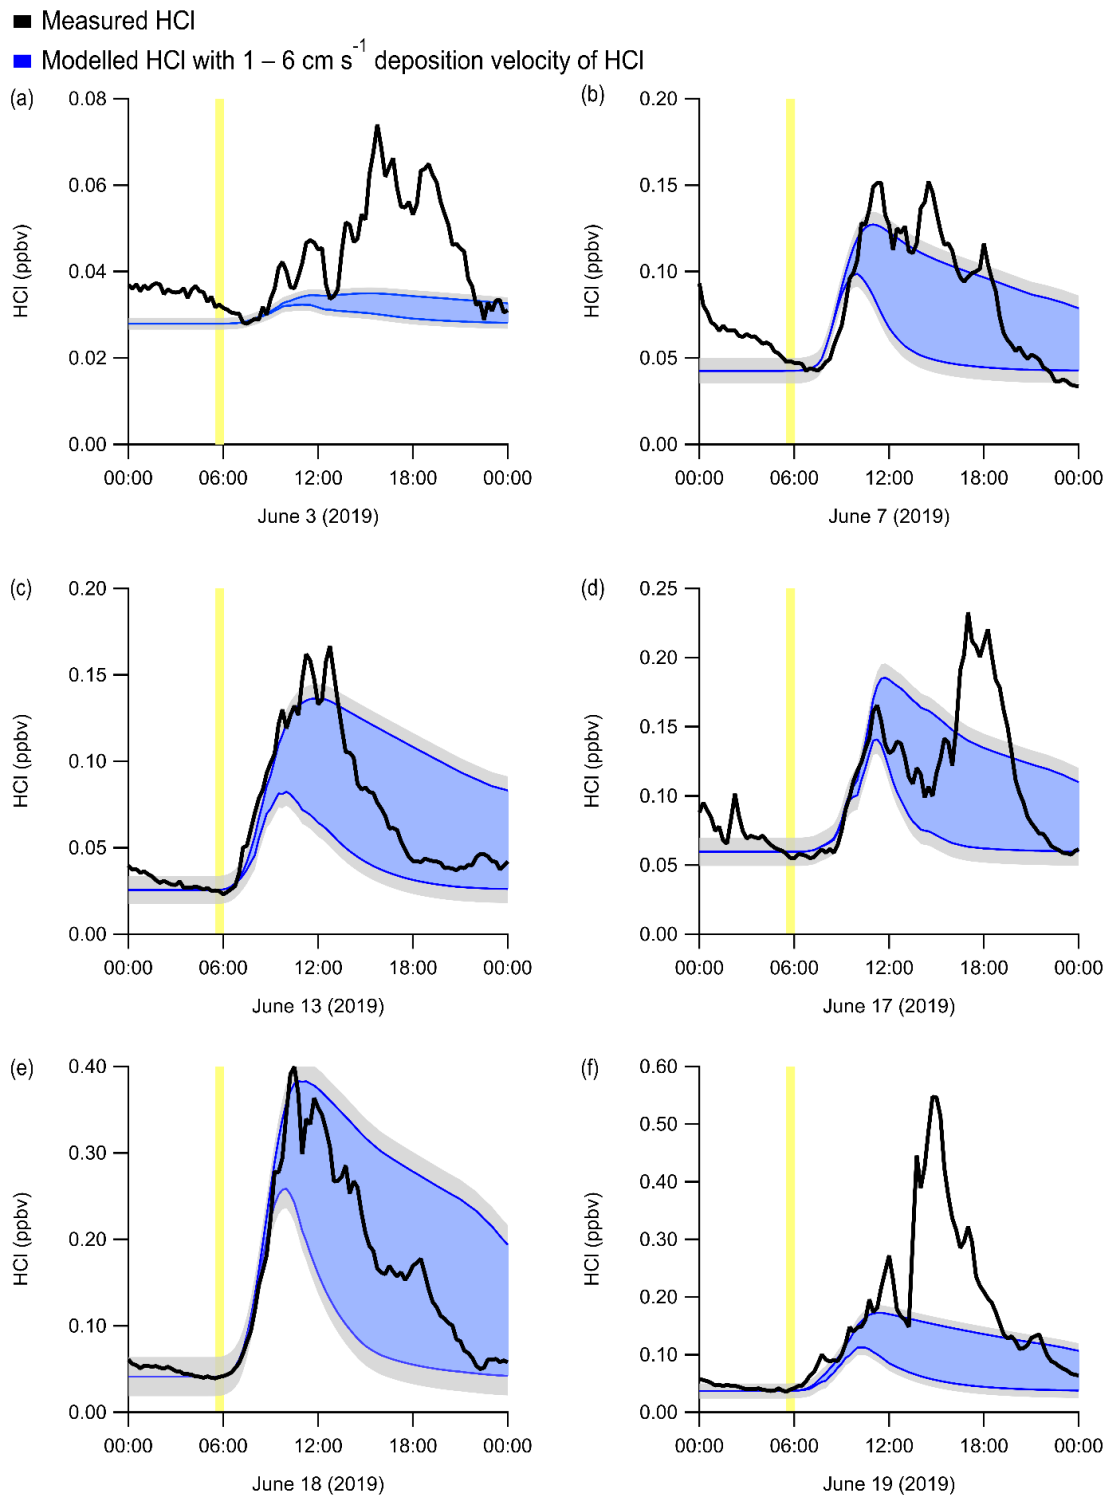 Measured HCl
Modelled HCl with 1 – 6 cm s⁻¹ deposition velocity of HCl
(a)
0.08
0.06
0.04
0.02
0.00
HCl (ppbv)
00:00 06:00 12:00 18:00 00:00
June 3 (2019)
(b)
0.20
0.15
0.10
0.05
0.00
HCl (ppbv)
00:00 06:00 12:00 18:00 00:00
June 7 (2019)
(c)
0.20
0.15
0.10
0.05
0.00
HCl (ppbv)
00:00 06:00 12:00 18:00 00:00
June 13 (2019)
(d)
0.25
0.20
0.15
0.10
0.05
0.00
HCl (ppbv)
00:00 06:00 12:00 18:00 00:00
June 17 (2019)
(e)
0.40
0.30
0.20
0.10
0.00
HCl (ppbv)
00:00 06:00 12:00 18:00 00:00
June 18 (2019)
(f)
0.60
0.50
0.40
0.30
0.20
0.10
0.00
HCl (ppbv)
00:00 06:00 12:00 18:00 00:00
June 19 (2019)